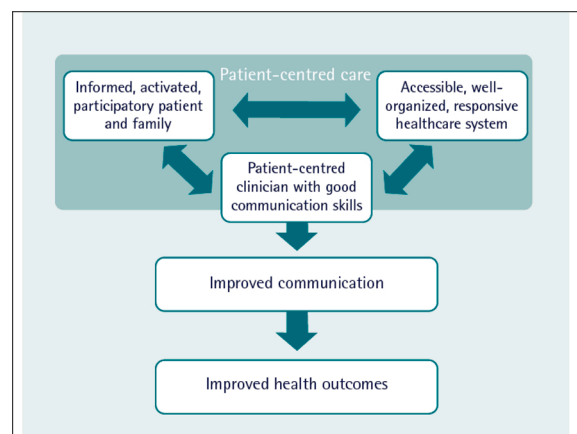 Patient-centred care
Informed, activated,
participatory patient
and family
Accessible, well-
organized, responsive
healthcare system
Patient-centred
clinician with good
communication skills
Improved communication
Improved health outcomes